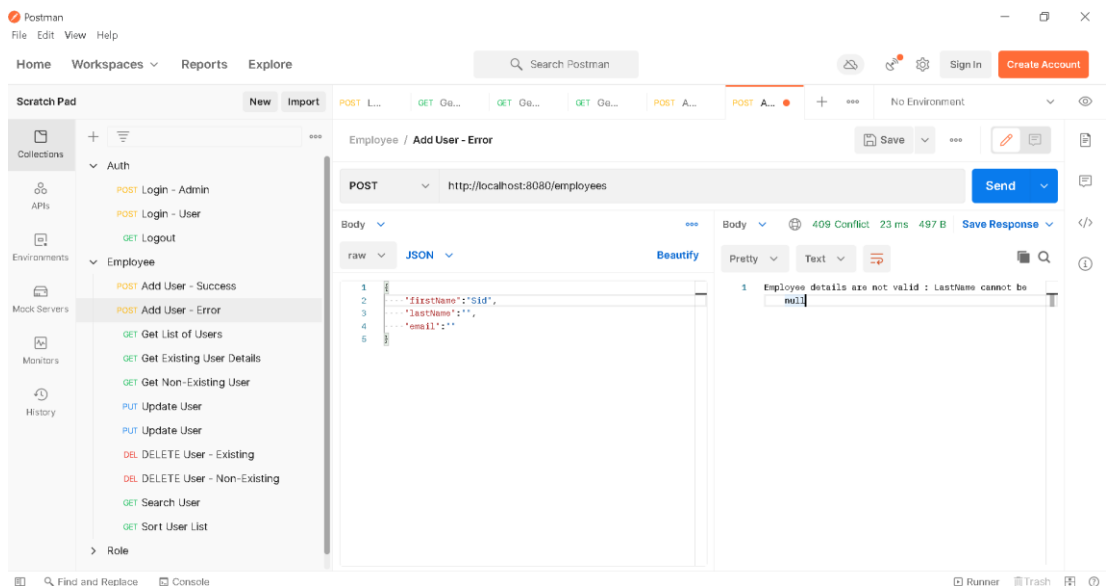 Postman
File Edit View Help
Home Workspaces Reports Explore Search Postman Sign In Create Account
Scratch Pad New Import
POST L... GET Ge... GET Ge... GET Ge... POST A... POST A... No Environment
Collections
APIs
Environments
Mock Servers
Monitors
History
Auth
POST Login - Admin
POST Login - User
GET Logout
Employee
POST Add User - Success
POST Add User - Error
GET Get List of Users
GET Get Existing User Details
GET Get Non-Existing User
PUT Update User
PUT Update User
DEL DELETE User - Existing
DEL DELETE User - Non-Existing
GET Search User
GET Sort User List
Role
Employee / Add User - Error Save
POST http://localhost:8080/employees Send
Body
raw JSON Beautify
1 {
2 "firstName":"Sid",
3 "lastName":"",
4 "email":""
5 }
Body 409 Conflict 23 ms 497 B Save Response
Pretty Text
1 Employee details are not valid : LastName cannot be
null
Find and Replace Console Runner Trash